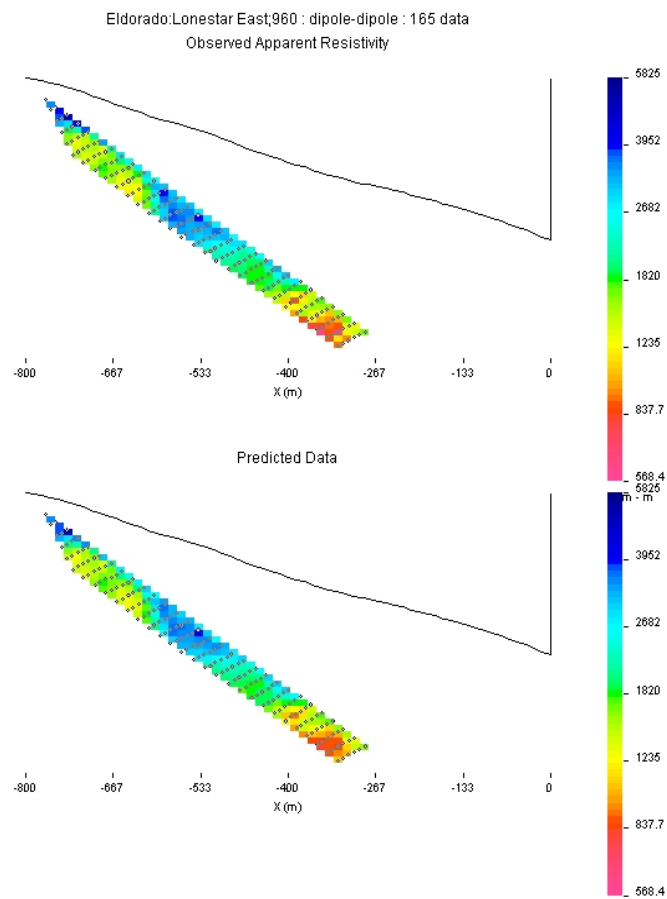 Eldorado:Lonestar East;960 : dipole-dipole : 165 data
Observed Apparent Resistivity
5825
3952
2682
1820
1235
837.7
568.4
-800 -667 -533 -400 -267 -133 0
X (m)
Predicted Data
5825
m - m
3952
2682
1820
1235
837.7
568.4
-800 -667 -533 -400 -267 -133 0
X (m)